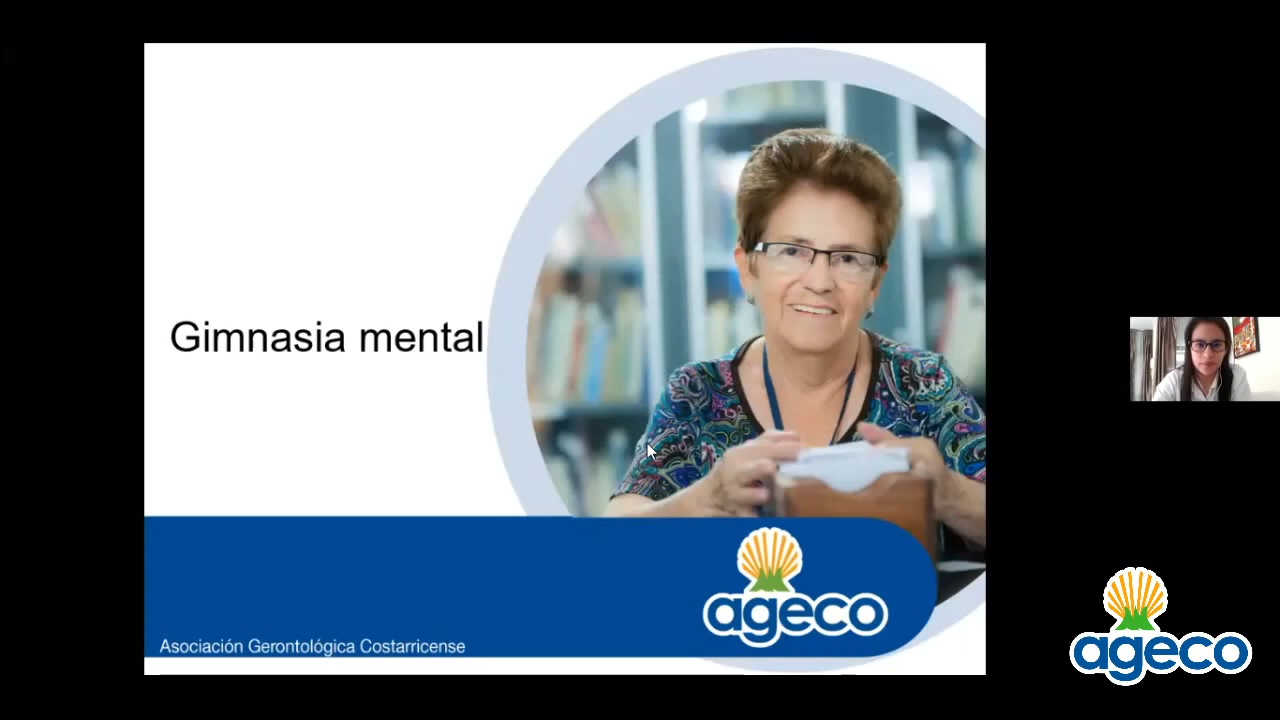 Gimnasia mental
ageco
Asociación Gerontológica Costarricense
ageco